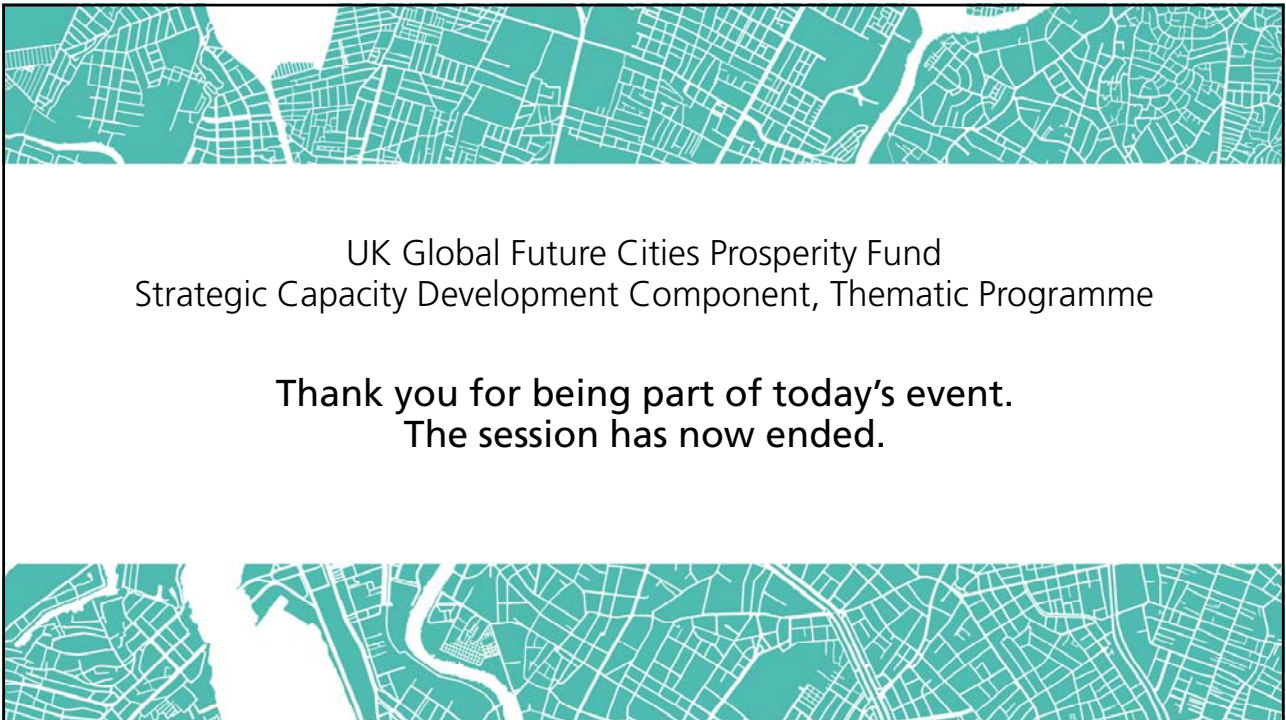 UK Global Future Cities Prosperity Fund
Strategic Capacity Development Component, Thematic Programme
Thank you for being part of today’s event.
The session has now ended.